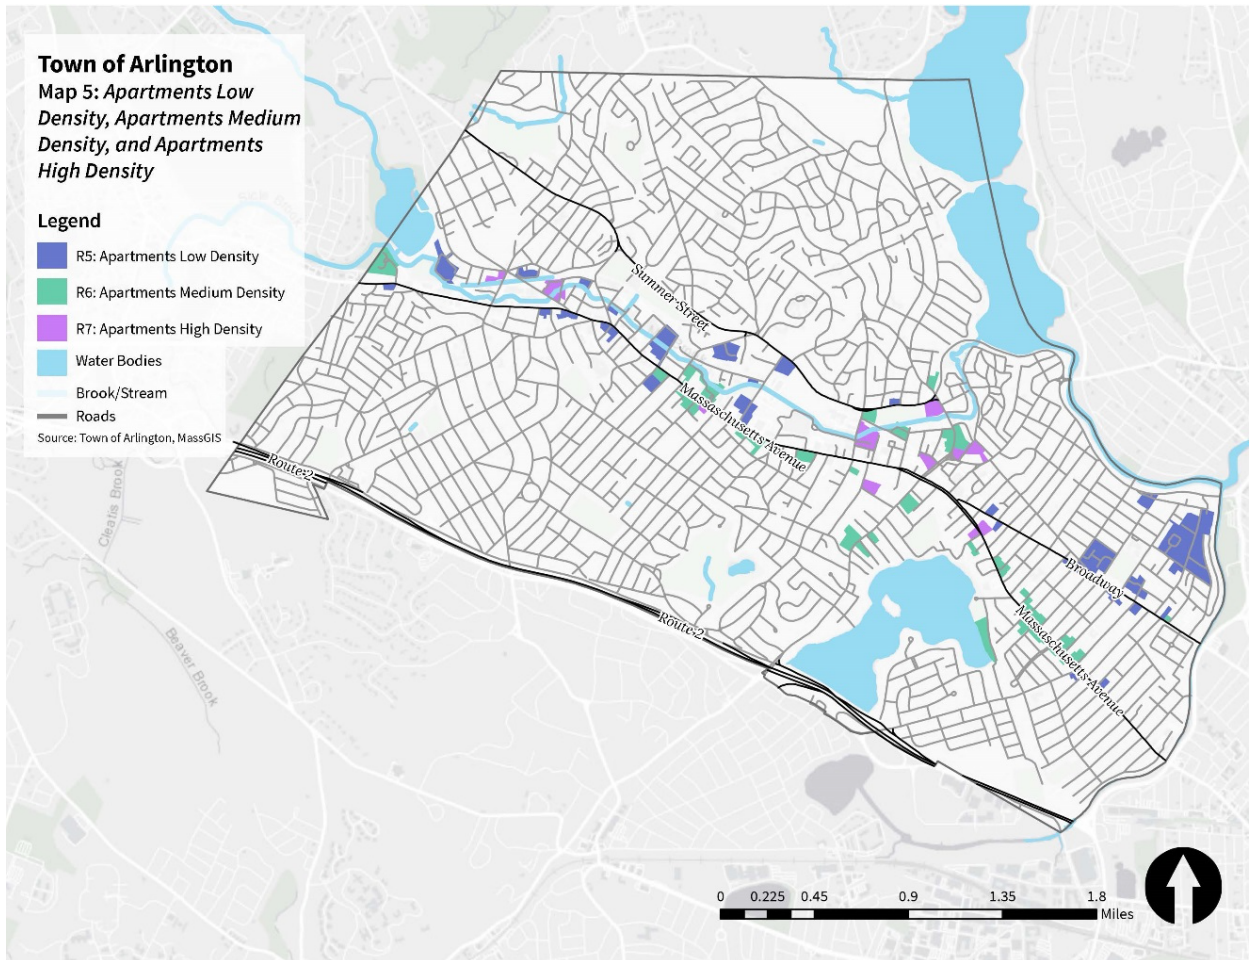 Town of Arlington
Map 5: Apartments Low
Density, Apartments Medium
Density, and Apartments
High Density
Legend
R5: Apartments Low Density
R6: Apartments Medium Density
R7: Apartments High Density
Water Bodies
Brook/Stream
Roads
Source: Town of Arlington, MassGIS
Summer Street
Massaschusetts Avenue
Route 2
Cleatis Brook
Broadway
Route 2
Massaschusetts Avenue
Beaver Brook
0 0.225 0.45 0.9 1.35 1.8
Miles